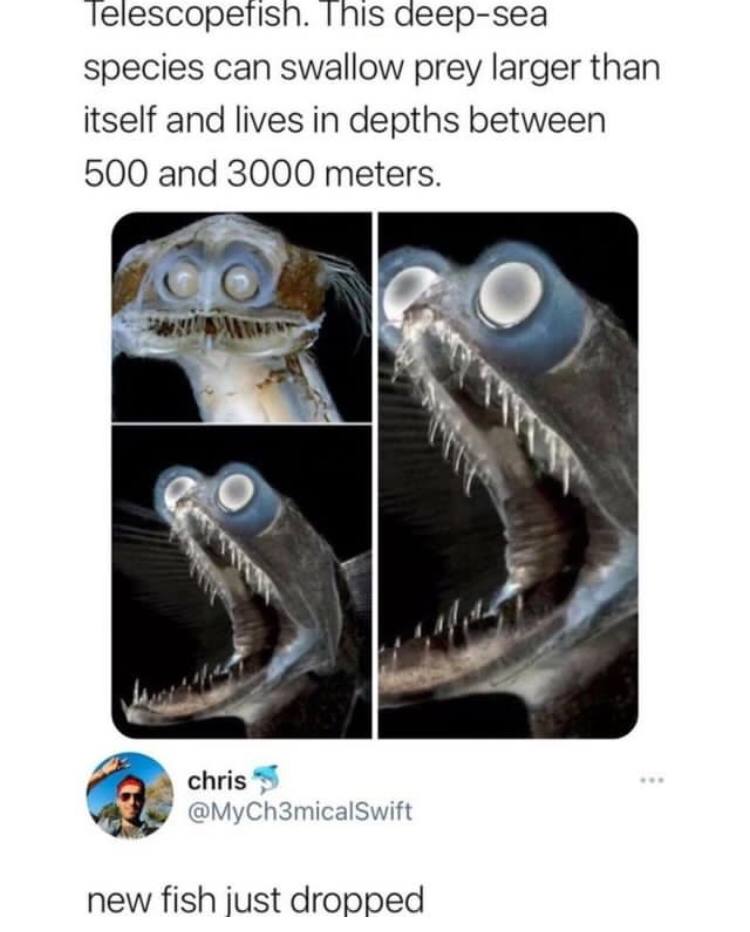 Telescopefish. This deep-sea
species can swallow prey larger than
itself and lives in depths between
500 and 3000 meters.
chris
@MyCh3micalSwift
new fish just dropped